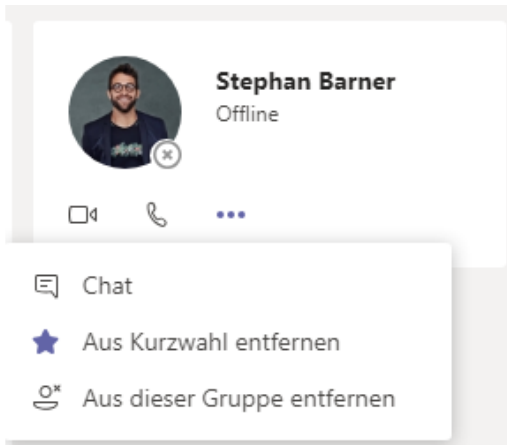 Stephan Barner
Offline
Chat
Aus Kurzwahl entfernen
Aus dieser Gruppe entfernen